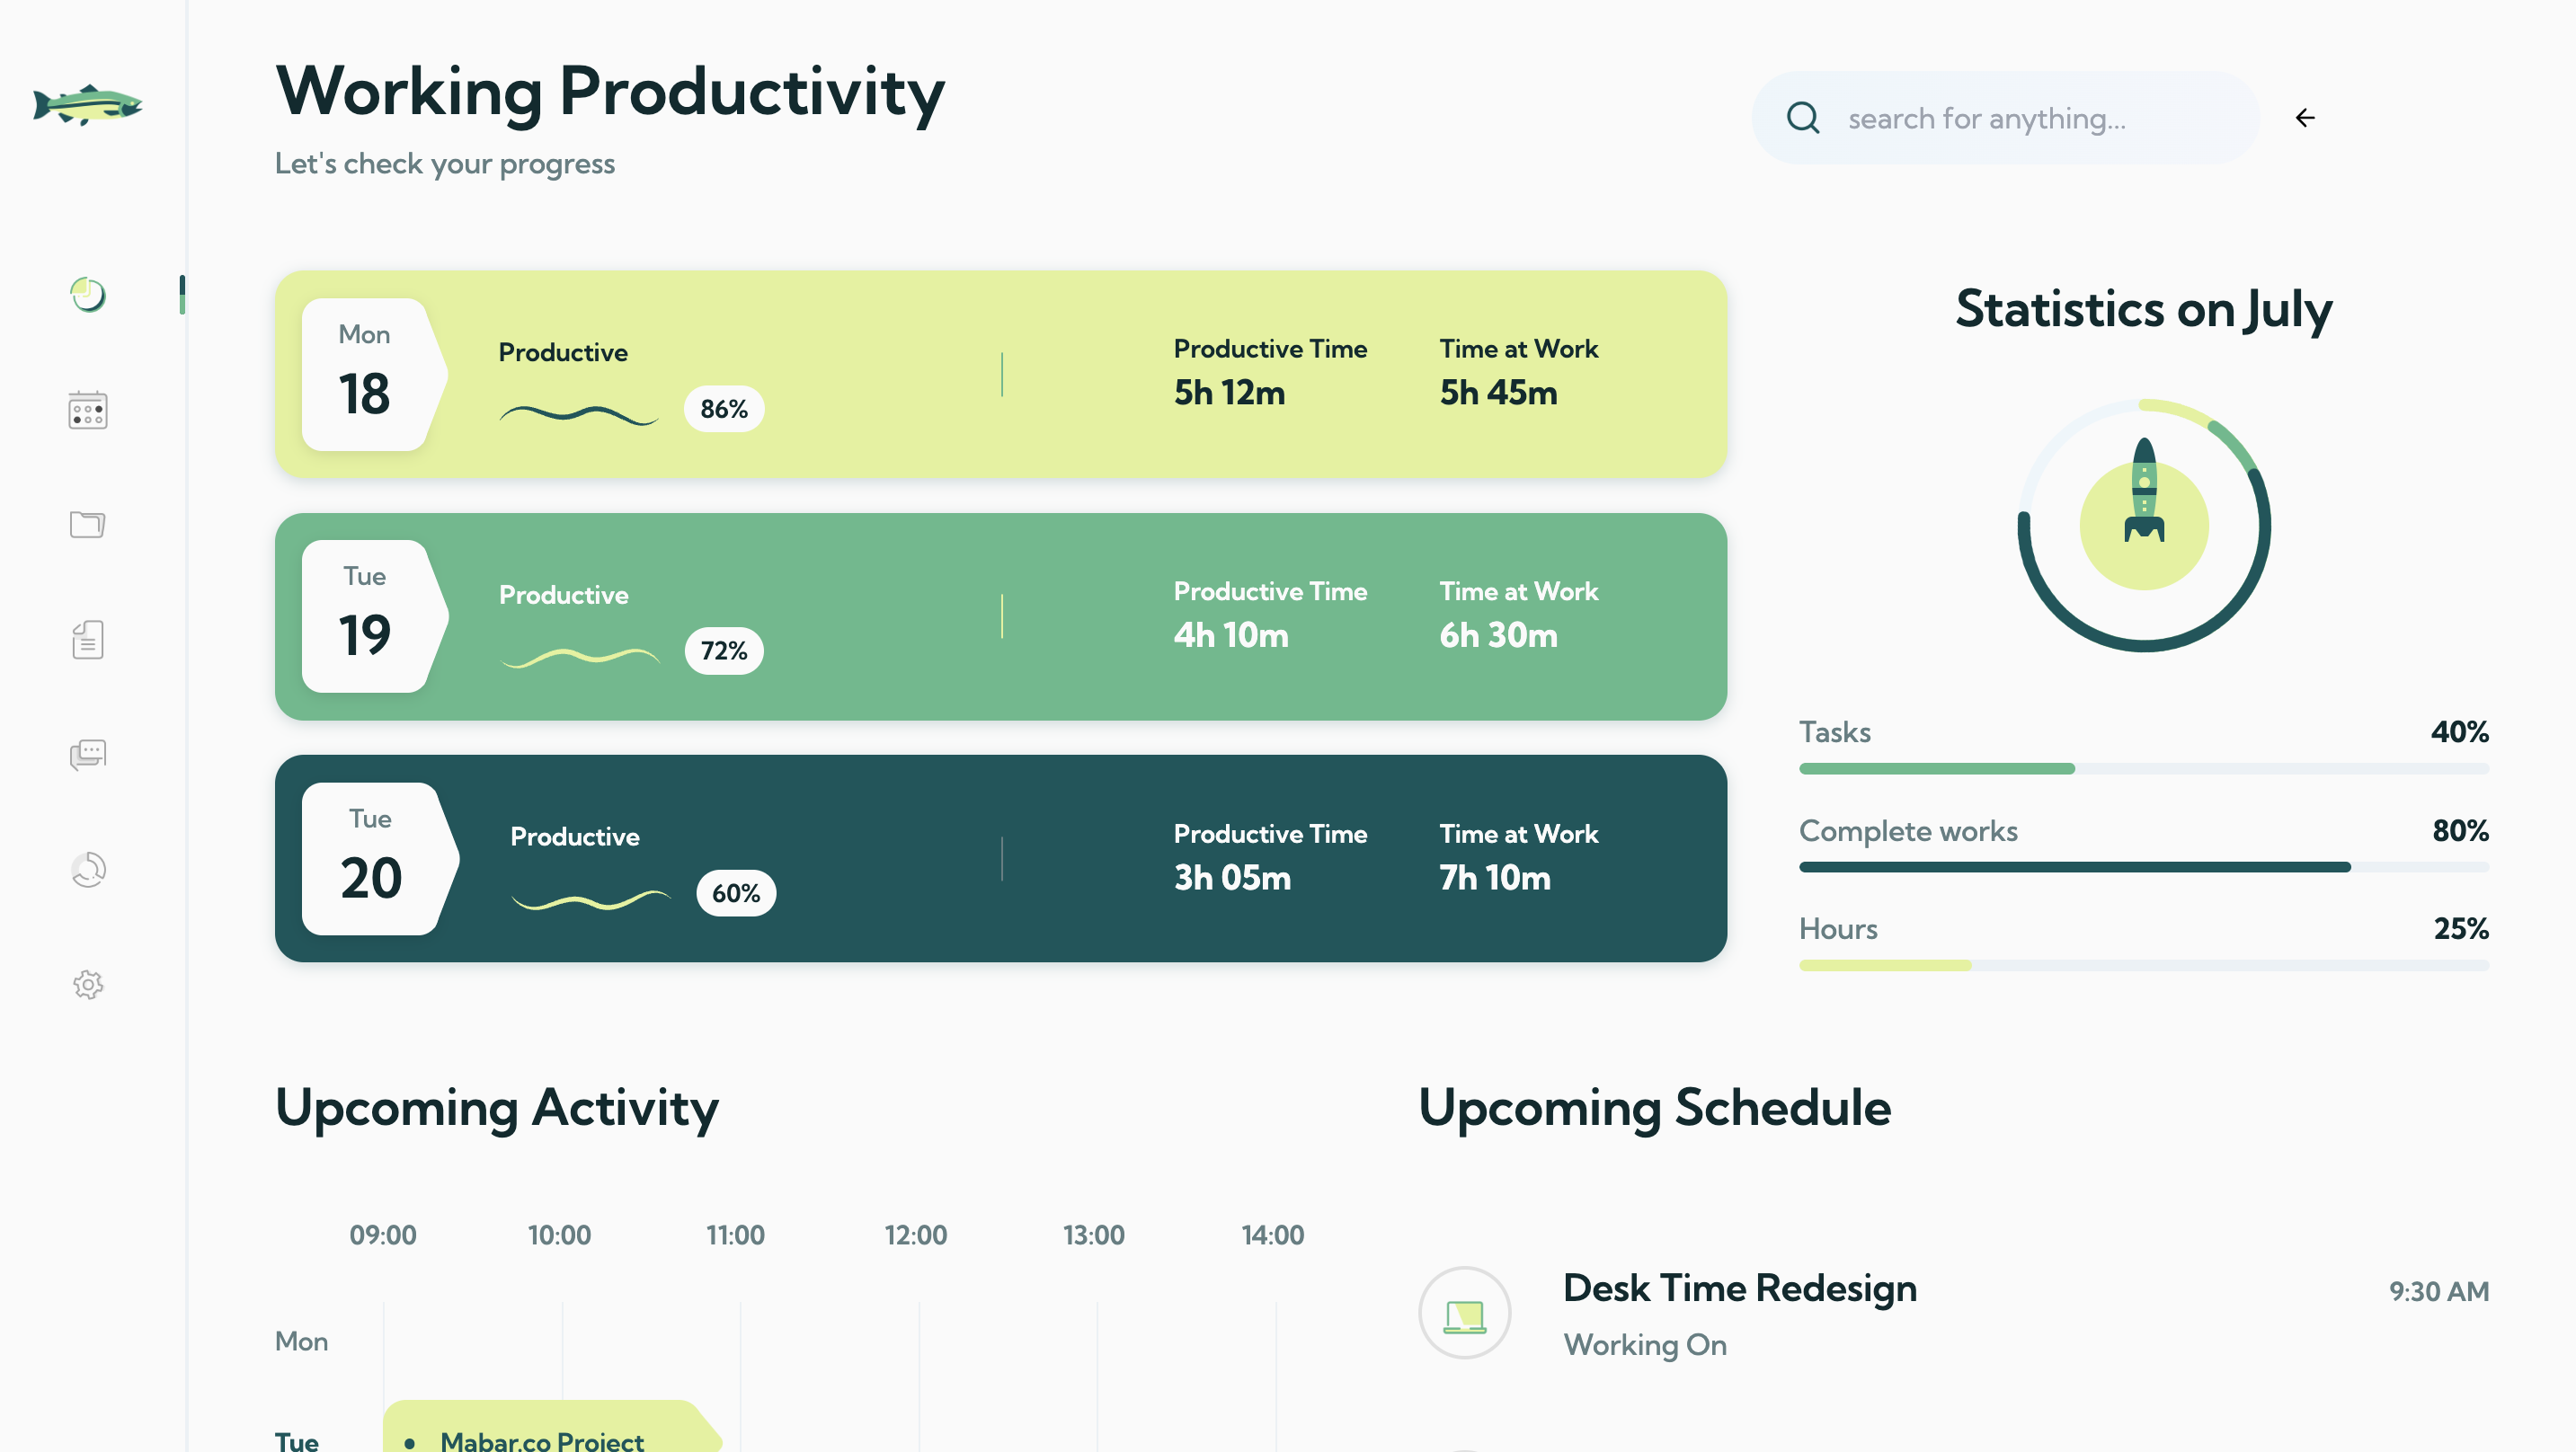 Working Productivity
Let's check your progress
search for anything...
Mon
18
Productive
86%
Productive Time
5h 12m
Time at Work
5h 45m
Tue
19
Productive
72%
Productive Time
4h 10m
Time at Work
6h 30m
Tue
20
Productive
60%
Productive Time
3h 05m
Time at Work
7h 10m
Statistics on July
Tasks 40%
Complete works 80%
Hours 25%
Upcoming Activity
09:00 10:00 11:00 12:00 13:00 14:00
Mon
Tue
Mabar.co Project
Upcoming Schedule
Desk Time Redesign
9:30 AM
Working On